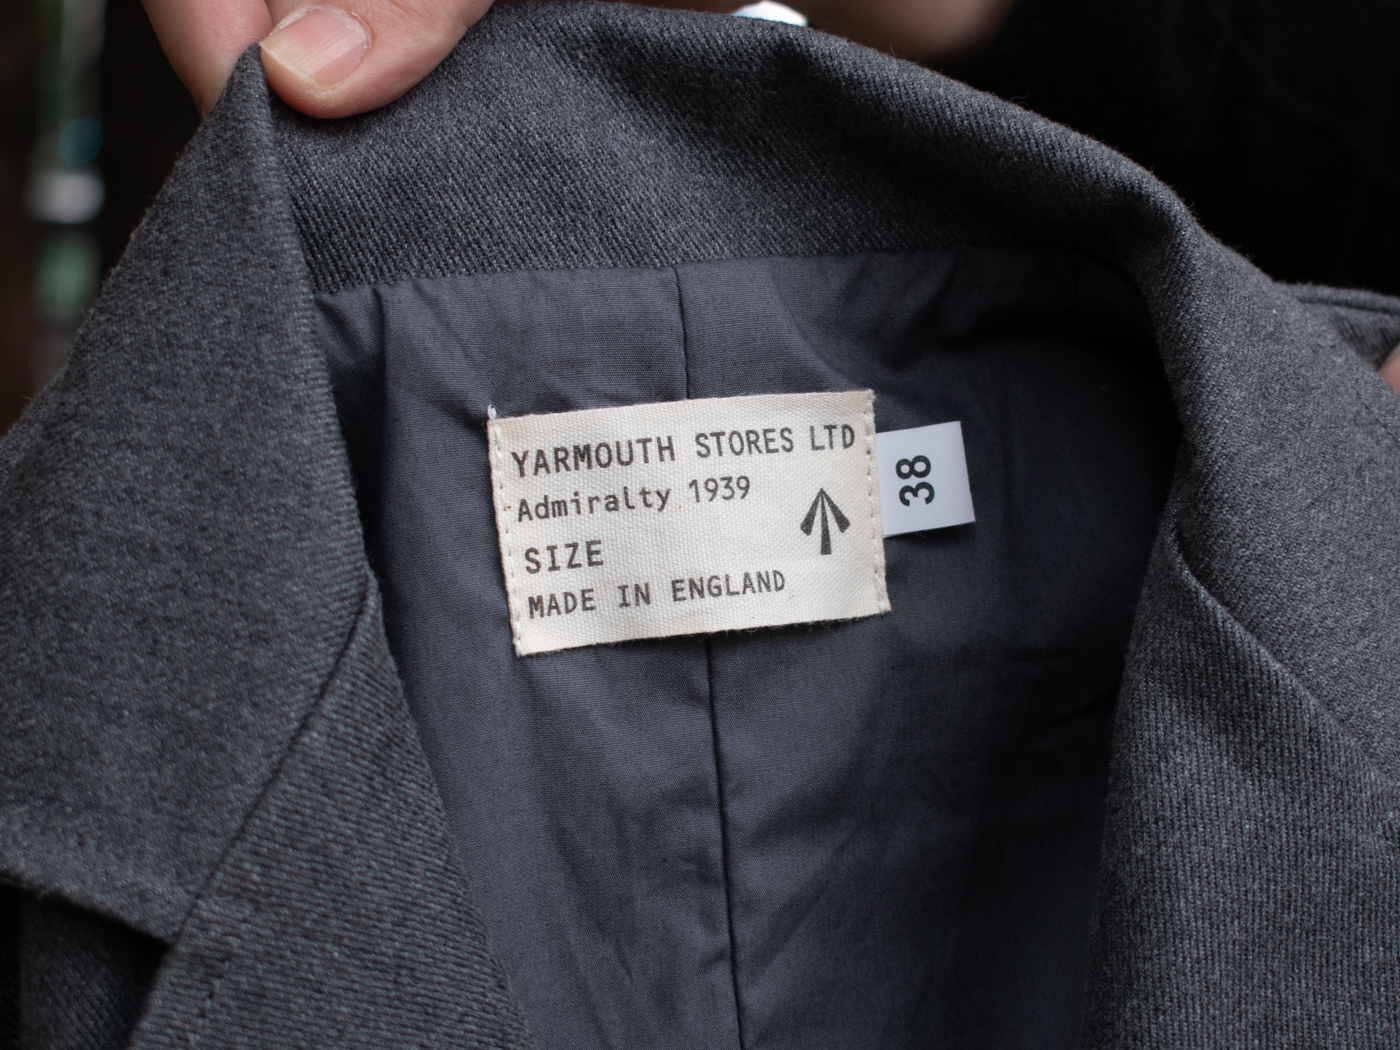 YARMOUTH STORES LTD
Admiralty 1939
SIZE
MADE IN ENGLAND
38